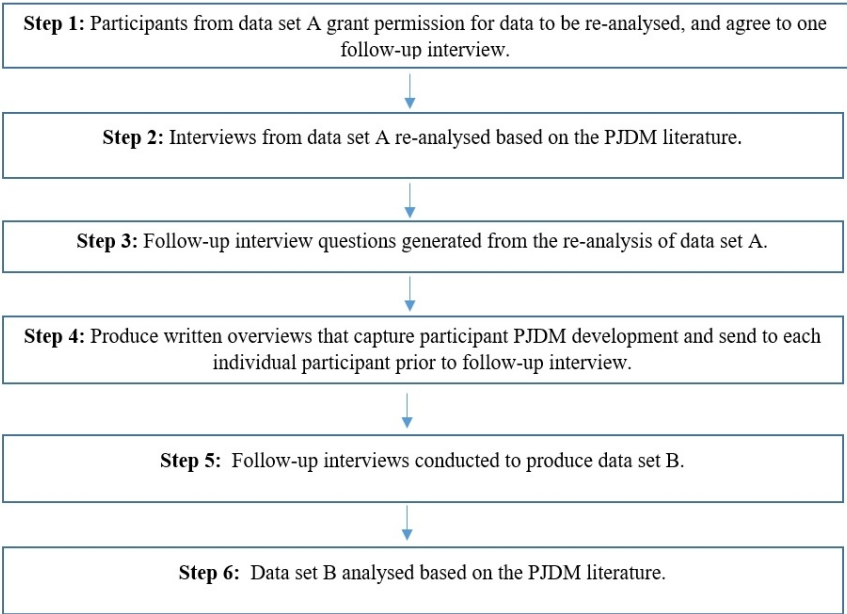 Step 1: Participants from data set A grant permission for data to be re-analysed, and agree to one
follow-up interview.
Step 2: Interviews from data set A re-analysed based on the PJDM literature.
Step 3: Follow-up interview questions generated from the re-analysis of data set A.
Step 4: Produce written overviews that capture participant PJDM development and send to each
individual participant prior to follow-up interview.
Step 5: Follow-up interviews conducted to produce data set B.
Step 6: Data set B analysed based on the PJDM literature.